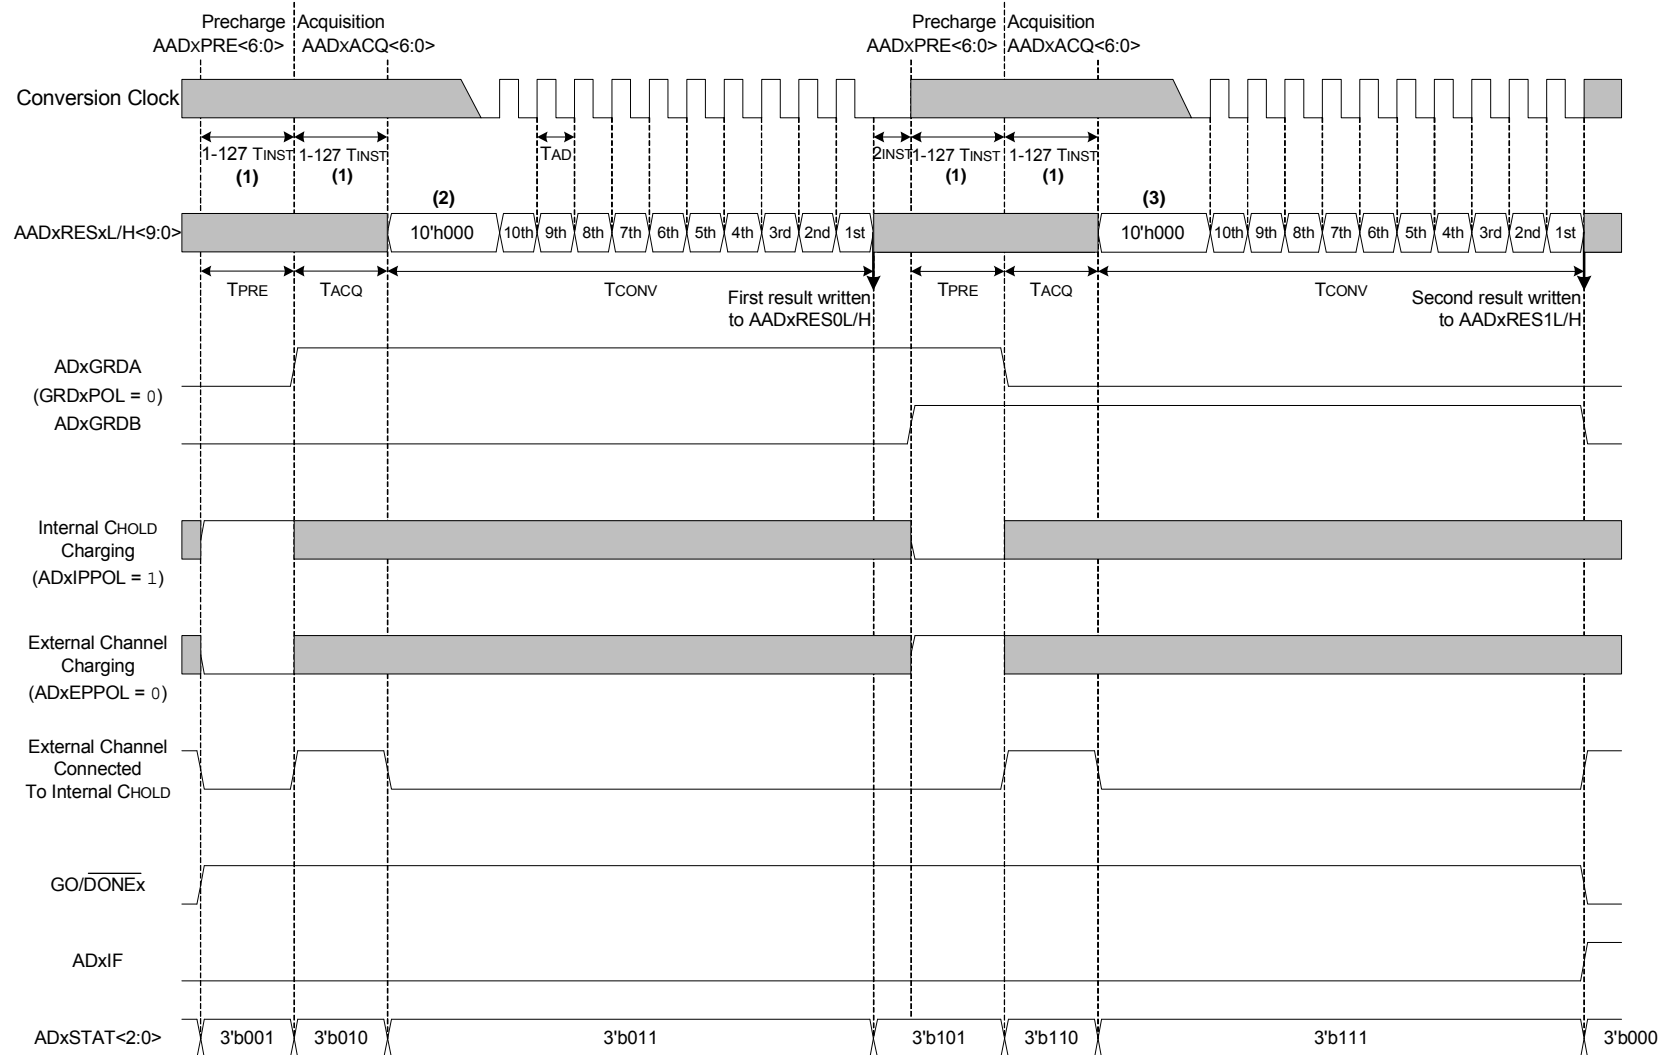 Precharge Acquisition Precharge Acquisition
AADxPRE<6:0> AADxACQ<6:0> AADxPRE<6:0> AADxACQ<6:0>
Conversion Clock
1-127 TINST 1-127 TINST TAD 2INST 1-127 TINST 1-127 TINST
(1) (1) (1) (1)
(2) (3)
AADxRESxL/H<9:0> 10'h000 10th 9th 8th 7th 6th 5th 4th 3rd 2nd 1st 10'h000 10th 9th 8th 7th 6th 5th 4th 3rd 2nd 1st
TPRE TACQ TCONV TPRE TACQ TCONV
First result written Second result written
to AADxRES0L/H to AADxRES1L/H
ADxGRDA
(GRDxPOL = 0)
ADxGRDB
Internal CHOLD
Charging
(ADxIPPOL = 1)
External Channel
Charging
(ADxEPPOL = 0)
External Channel
Connected
To Internal CHOLD
GO/DONEx
ADxIF
ADxSTAT<2:0> 3'b001 3'b010 3'b011 3'b101 3'b110 3'b111 3'b000